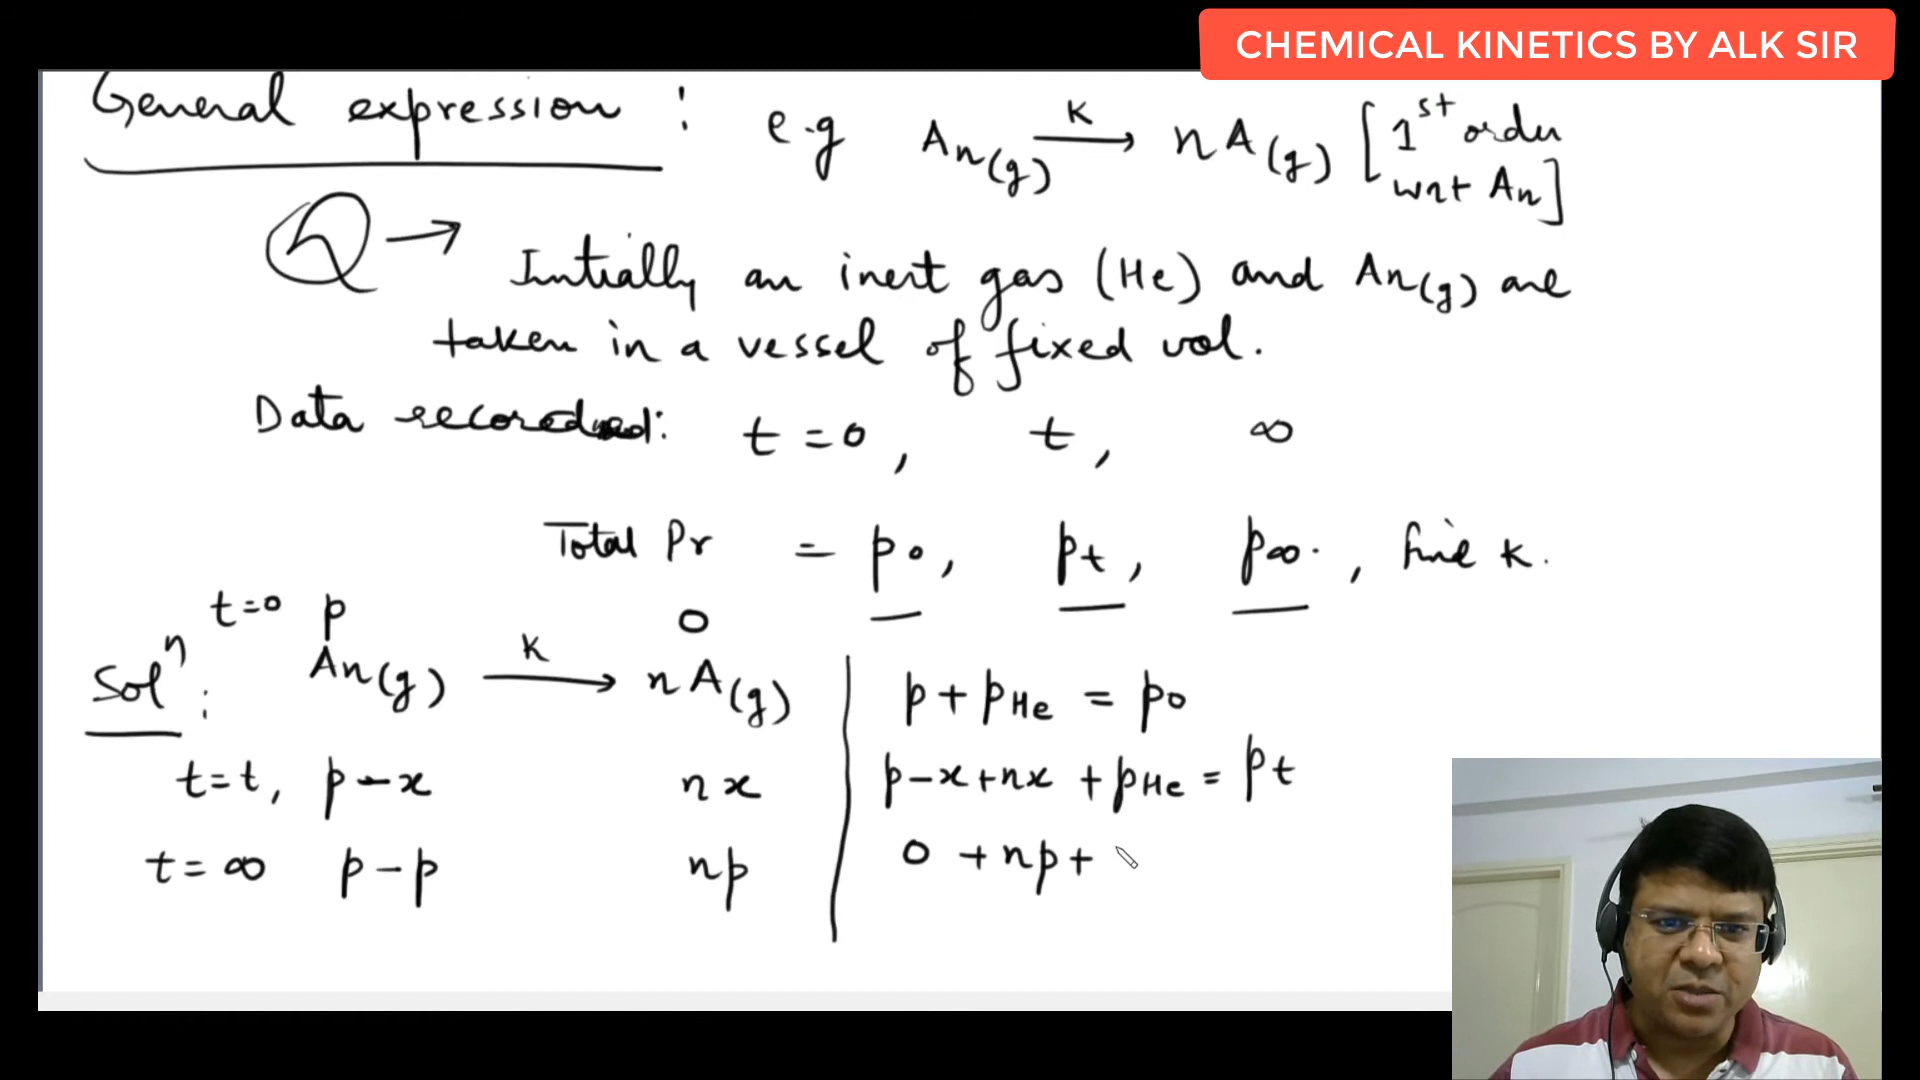 CHEMICAL KINETICS BY ALK SIR
General expression : e.g An(g) K→ nA(g) [1st order
wrt An]
Q → Intially an inert gas (He) and An(g) are
taken in a vessel of fixed vol.
Data recorded: t=0, t, ∞
Total Pr = p0, pt, p∞. , find K.
t=0 p 0
Soln : An(g) K→ nA(g) p + pHe = p0
t=t, p-x nx p-x+nx + pHe = pt
t=∞ p-p np 0 + np +